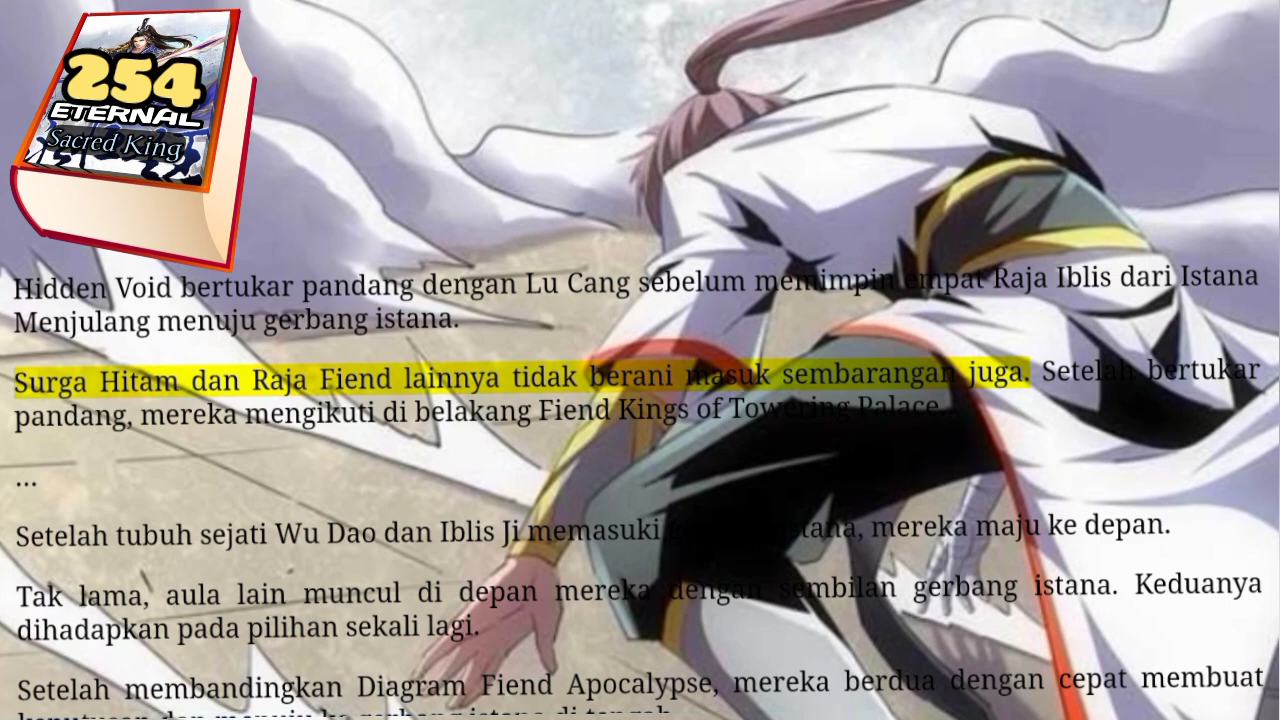 254
ETERNAL
Sacred King
Hidden Void bertukar pandang dengan Lu Cang sebelum memimpin empat Raja Iblis dari Istana
Menjulang menuju gerbang istana.
Surga Hitam dan Raja Fiend lainnya tidak berani masuk sembarangan juga. Setelah bertukar
pandang, mereka mengikuti di belakang Fiend Kings of Towering Palace.
...
Setelah tubuh sejati Wu Dao dan Iblis Ji memasuki istana, mereka maju ke depan.
Tak lama, aula lain muncul di depan mereka dengan sembilan gerbang istana. Keduanya
dihadapkan pada pilihan sekali lagi.
Setelah membandingkan Diagram Fiend Apocalypse, mereka berdua dengan cepat membuat